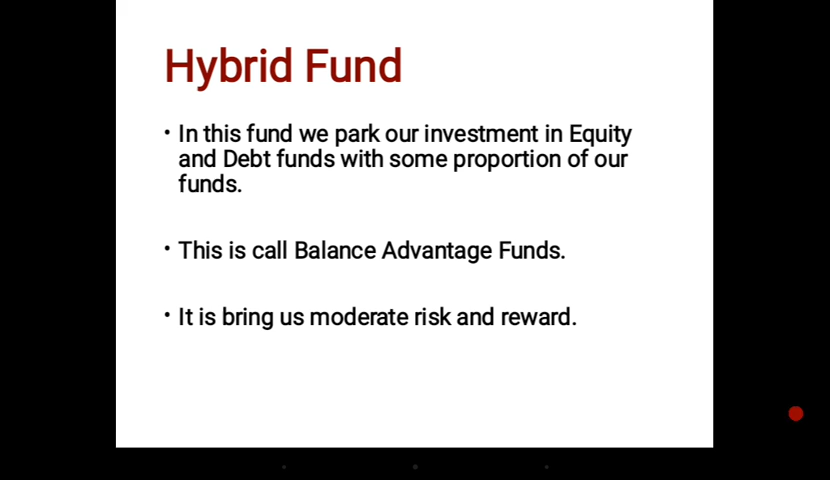 Hybrid Fund
• In this fund we park our investment in Equity
and Debt funds with some proportion of our
funds.
• This is call Balance Advantage Funds.
• It is bring us moderate risk and reward.